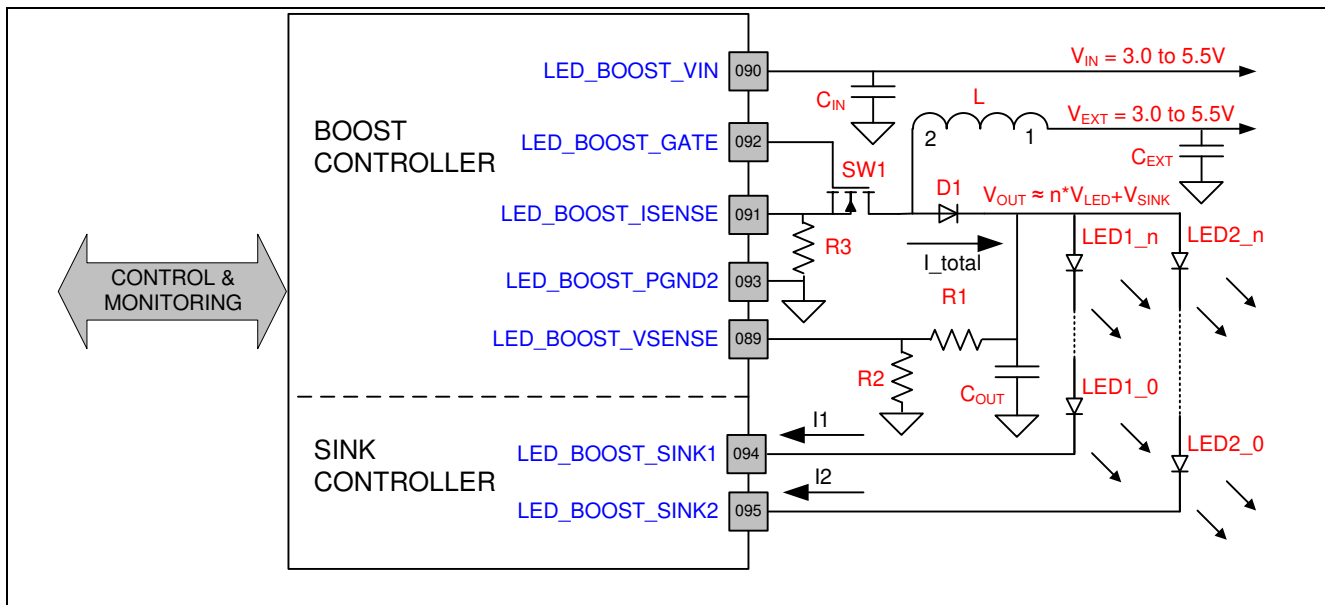 LED_BOOST_VIN
090
V_IN = 3.0 to 5.5V
C_IN
L
V_EXT = 3.0 to 5.5V
BOOST
CONTROLLER
LED_BOOST_GATE
092
2
1
C_EXT
SW1
D1
V_OUT ≈ n*V_LED+V_SINK
LED_BOOST_ISENSE
091
R3
I_total
LED1_n
LED2_n
CONTROL &
MONITORING
LED_BOOST_PGND2
093
R1
LED_BOOST_VSENSE
089
R2
C_OUT
LED1_0
SINK
CONTROLLER
I1
LED_BOOST_SINK1
094
LED2_0
I2
LED_BOOST_SINK2
095